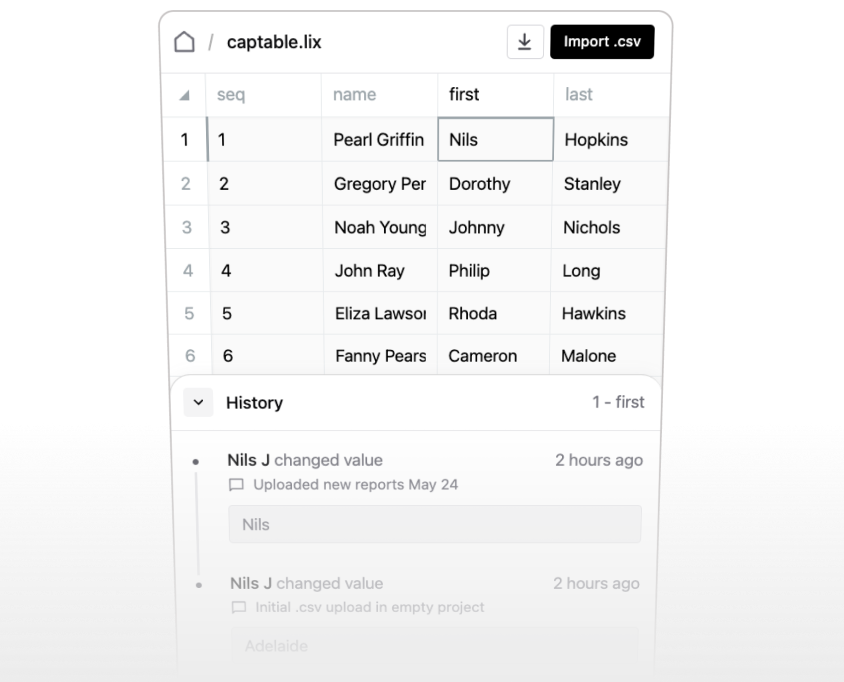 / captable.lix Import .csv
seq name first last
1 1 Pearl Griffin Nils Hopkins
2 2 Gregory Per Dorothy Stanley
3 3 Noah Young Johnny Nichols
4 4 John Ray Philip Long
5 5 Eliza Lawsor Rhoda Hawkins
6 6 Fanny Pears Cameron Malone
History 1 - first
Nils J changed value 2 hours ago
Uploaded new reports May 24
Nils
Nils J changed value 2 hours ago
Initial .csv upload in empty project
Adelaide